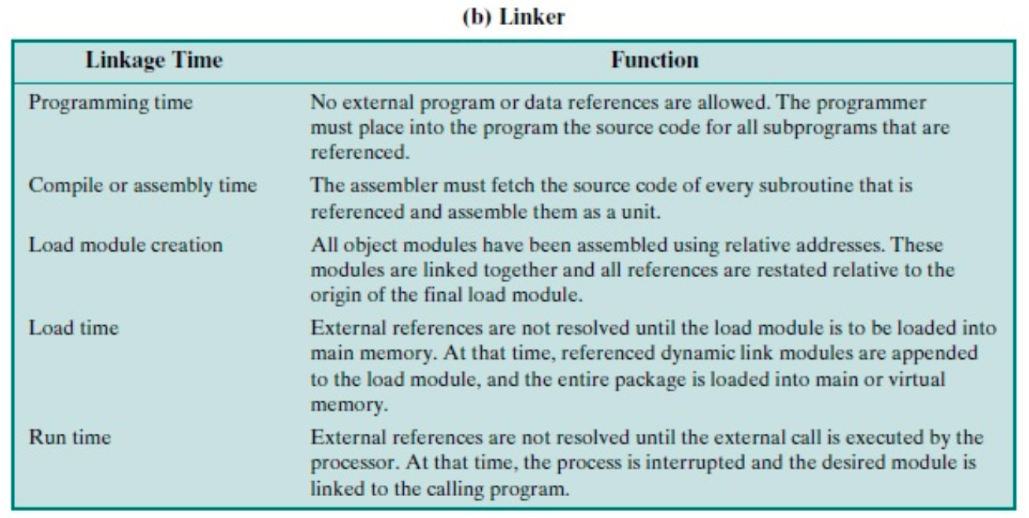 (b) Linker
Linkage Time Function
Programming time No external program or data references are allowed. The programmer
must place into the program the source code for all subprograms that are
referenced.
Compile or assembly time The assembler must fetch the source code of every subroutine that is
referenced and assemble them as a unit.
Load module creation All object modules have been assembled using relative addresses. These
modules are linked together and all references are restated relative to the
origin of the final load module.
Load time External references are not resolved until the load module is to be loaded into
main memory. At that time, referenced dynamic link modules are appended
to the load module, and the entire package is loaded into main or virtual
memory.
Run time External references are not resolved until the external call is executed by the
processor. At that time, the process is interrupted and the desired module is
linked to the calling program.